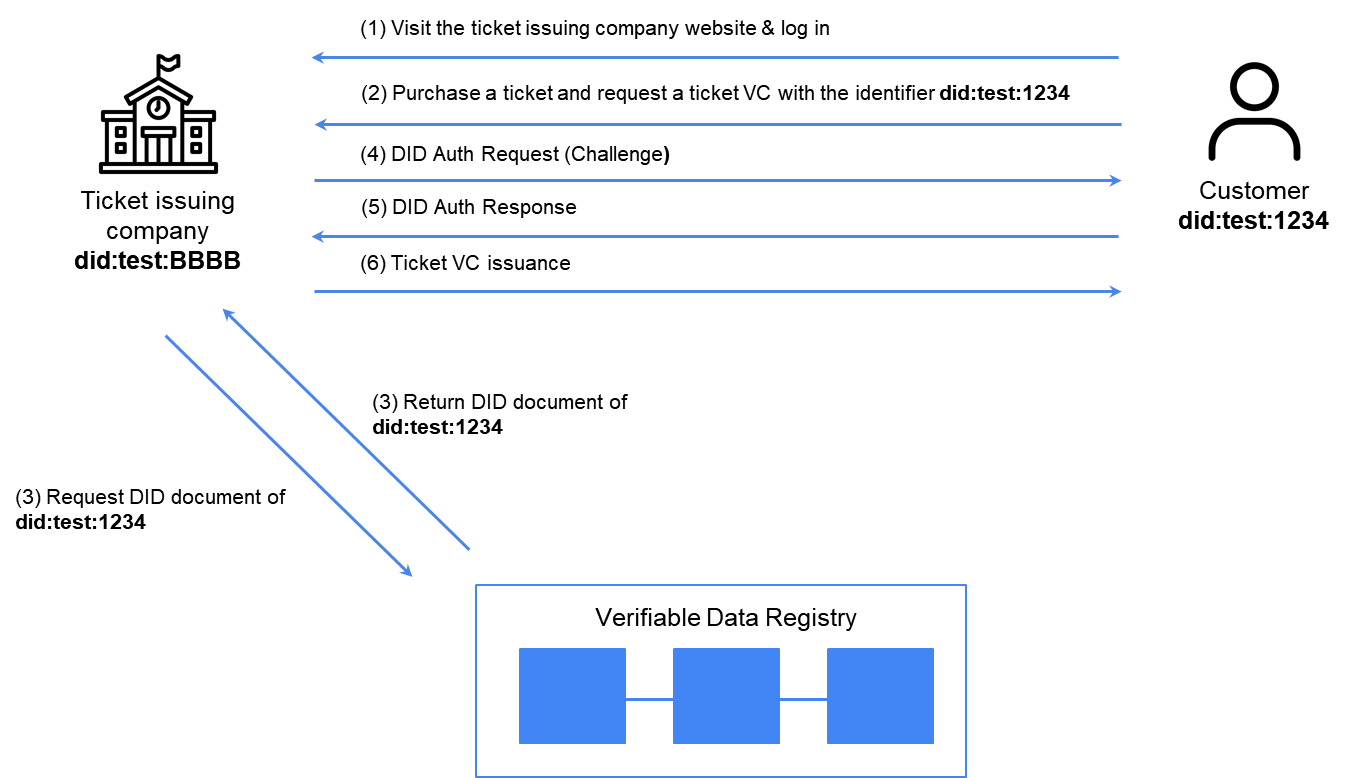 (1) Visit the ticket issuing company website & log in
(2) Purchase a ticket and request a ticket VC with the identifier did:test:1234
(4) DID Auth Request (Challenge)
(5) DID Auth Response
(6) Ticket VC issuance
Ticket issuing
company
did:test:BBBB
Customer
did:test:1234
(3) Return DID document of
did:test:1234
(3) Request DID document of
did:test:1234
Verifiable Data Registry